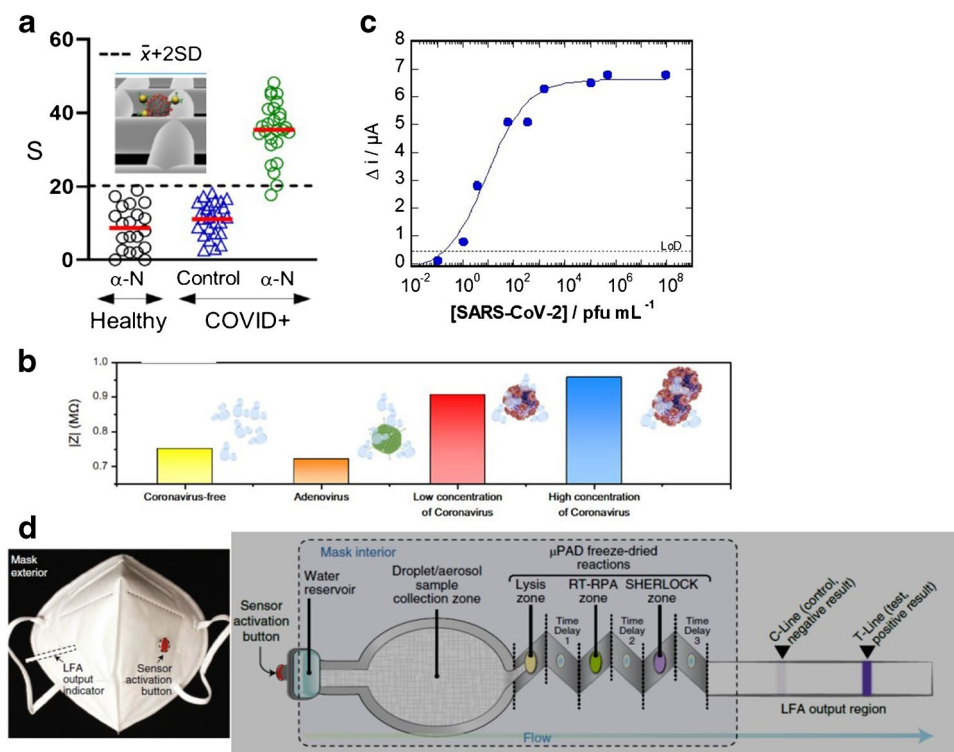 a
60
40
20
0
S
x̄+2SD
α-N
Control
α-N
Healthy
COVID+
c
8
7
6
5
4
3
2
1
0
Δ i / μA
LoD
10⁻² 10⁰ 10² 10⁴ 10⁶ 10⁸
[SARS-CoV-2] / pfu mL⁻¹
b
1.0
0.9
0.8
0.7
|Z| (MΩ)
Coronavirus-free
Adenovirus
Low concentration
of Coronavirus
High concentration
of Coronavirus
d
Mask
exterior
LFA
output
indicator
Sensor
activation
button
Mask interior
Sensor
activation
button
Water
reservoir
Droplet/aerosol
sample
collection zone
μPAD freeze-dried
reactions
Lysis
zone
RT-RPA
zone
SHERLOCK
zone
Time
Delay
1
Time
Delay
2
Time
Delay
3
C-Line (control,
negative result)
T-Line (test,
positive result)
LFA output region
Flow